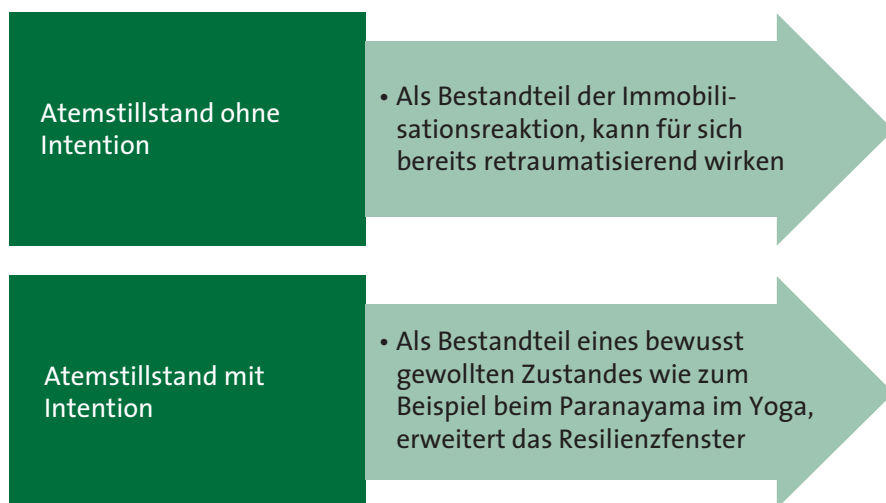 Atemstillstand ohne
Intention
• Als Bestandteil der Immobili-
sationsreaktion, kann für sich
bereits retraumatisierend wirken
Atemstillstand mit
Intention
• Als Bestandteil eines bewusst
gewollten Zustandes wie zum
Beispiel beim Paranayama im Yoga,
erweitert das Resilienzfenster